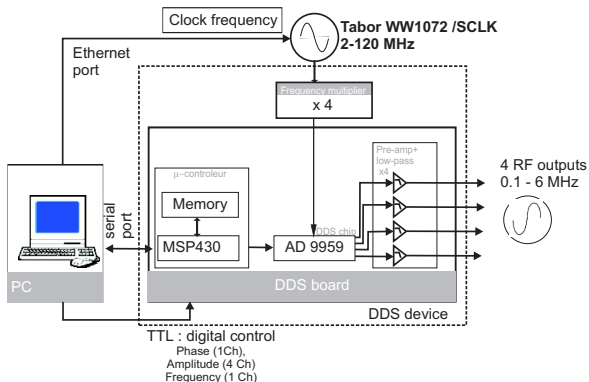 Clock frequency
Tabor WW1072 /SCLK
2-120 MHz
Ethernet
port
Frequency multiplier
x 4
Pre-amp+
low-pass
x4
4 RF outputs
0.1 - 6 MHz
μ-controleur
Memory
serial
port
DDS chip
MSP430
AD 9959
PC
DDS board
DDS device
TTL : digital control
Phase (1Ch),
Amplitude (4 Ch)
Frequency (1 Ch)